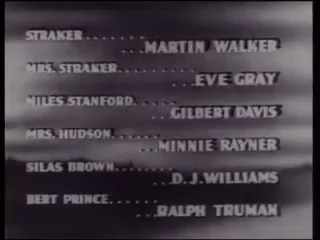 STRAKER.......
...MARTIN WALKER
MRS. STRAKER.......
...EVE GRAY
MILES STANFORD......
...GILBERT DAVIS
MRS. HUDSON......
...MINNIE RAYNER
SILAS BROWN........
...D.J.WILLIAMS
BERT PRINCE......
...RALPH TRUMAN